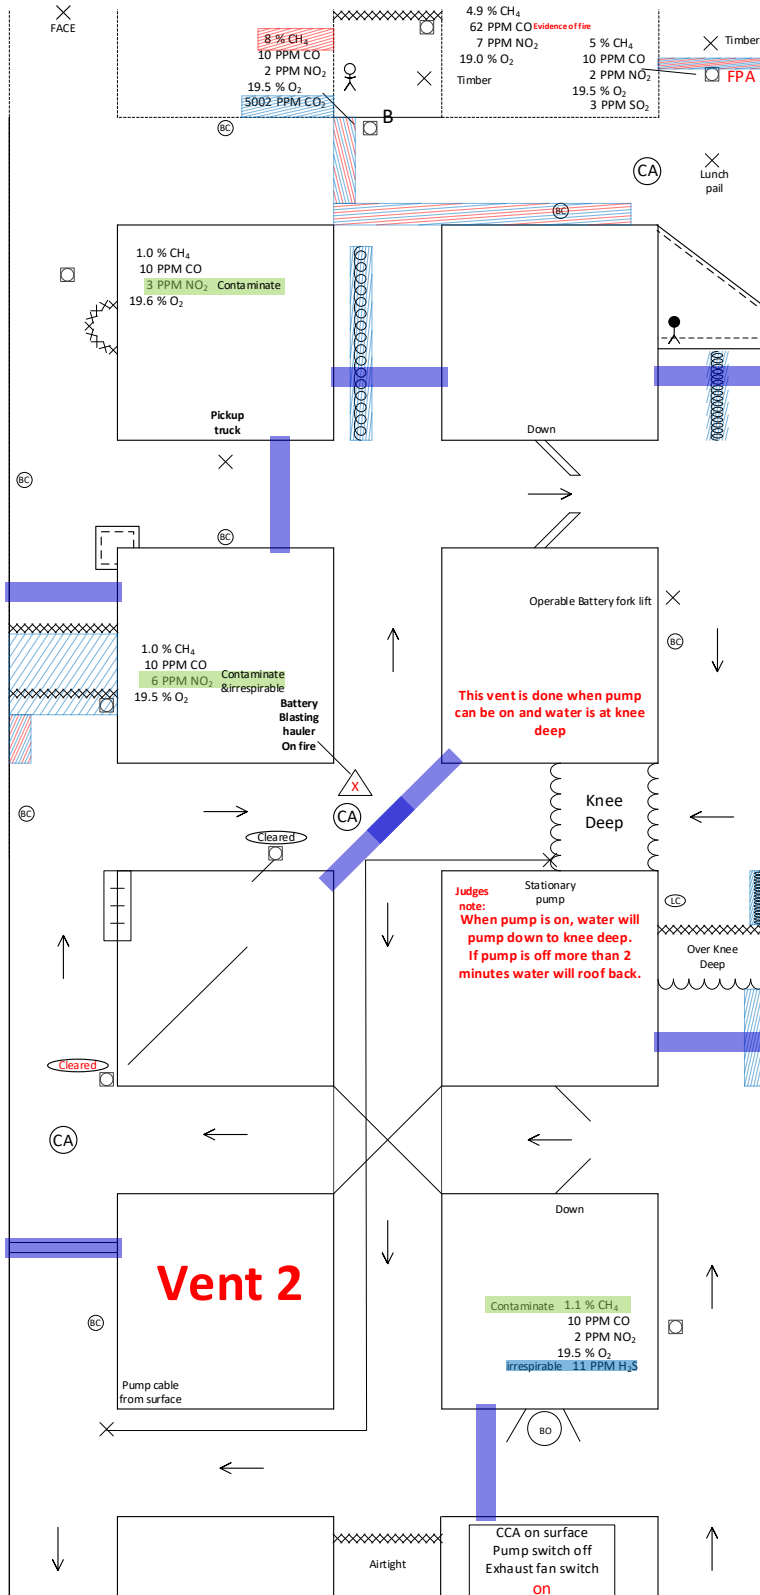 FACE
8 % CH₄
10 PPM CO
2 PPM NO₂
19.5 % O₂
5002 PPM CO₂
B
4.9 % CH₄
62 PPM CO Evidence of fire
7 PPM NO₂
19.0 % O₂
Timber
5 % CH₄
10 PPM CO
2 PPM NO₂
19.5 % O₂
3 PPM SO₂
Timber
FPA
BC
CA
Lunch
pail
BC
1.0 % CH₄
10 PPM CO
3 PPM NO₂ Contaminate
19.6 % O₂
Pickup
truck
Down
BC
BC
Operable Battery fork lift
BC
1.0 % CH₄
10 PPM CO
6 PPM NO₂ Contaminate
&irrespirable
19.5 % O₂
Battery
Blasting
hauler
On fire
X
This vent is done when pump
can be on and water is at knee
deep
BC
CA
Knee
Deep
Cleared
Stationary
pump
Judges
note:
When pump is on, water will
pump down to knee deep.
If pump is off more than 2
minutes water will roof back.
LC
Over Knee
Deep
Cleared
CA
Down
Vent 2
Contaminate 1.1 % CH₄
10 PPM CO
2 PPM NO₂
19.5 % O₂
irrespirable 11 PPM H₂S
BC
Pump cable
from surface
BO
Airtight
CCA on surface
Pump switch off
Exhaust fan switch
on